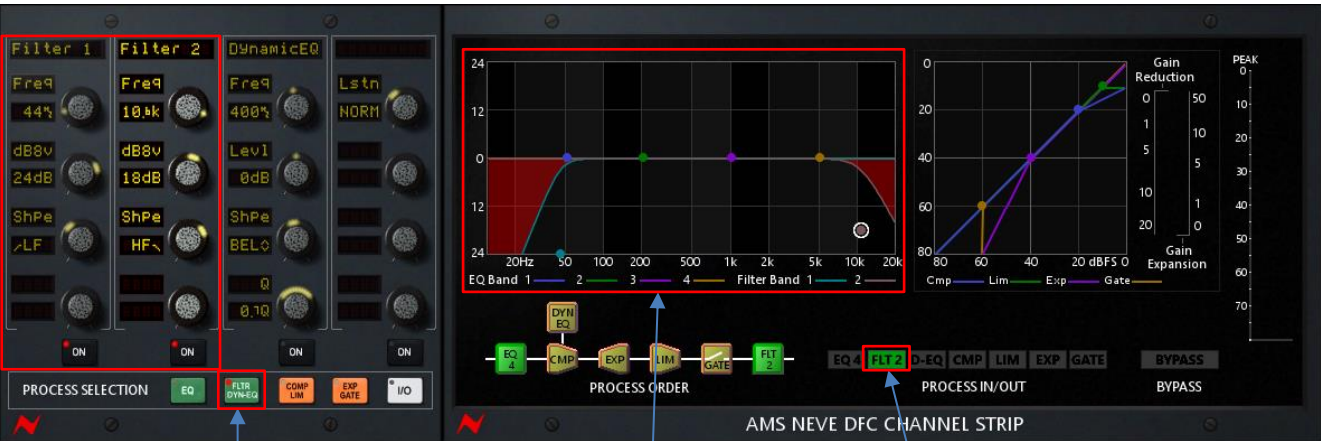 Filter 1 Filter 2 DynamicEQ
Freq Freq Freq Lstn
44Hz 10.6k 400Hz NORM
dB8v dB8v Levl
24dB 18dB 0dB
ShPe ShPe ShPe
LF HF BEL
Q
0.7Q
ON ON ON ON
PROCESS SELECTION EQ FLTR DYN-EQ COMP LIM EXP GATE I/O
24
12
0
12
24
20Hz 50 100 200 500 1k 2k 5k 10k 20k
EQ Band 1 2 3 4 Filter Band 1 2
0
20
40
60
80
80 60 40 20 dBFS 0
Cmp Lim Exp Gate
Gain
Reduction
0 50
1 10
5 5
10 1
20 0
Gain
Expansion
PEAK
0
10
20
30
40
50
60
70
DYN
EQ
EQ 4 CMP EXP LIM GATE FLT 2
PROCESS ORDER
EQ 4 FLT 2 D-EQ CMP LIM EXP GATE BYPASS
PROCESS IN/OUT BYPASS
AMS NEVE DFC CHANNEL STRIP